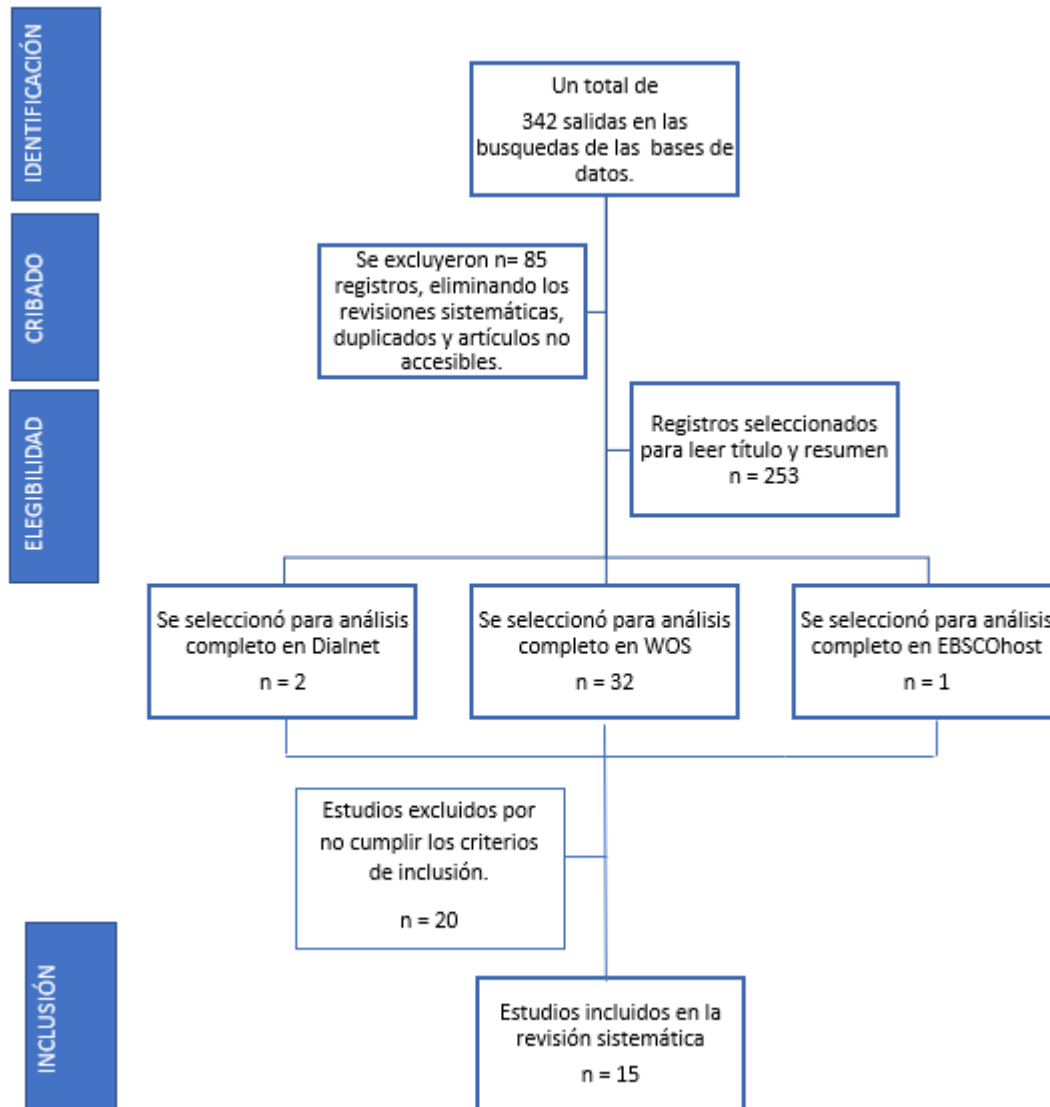 IDENTIFICACIÓN
Un total de
342 salidas en las
busquedas de las bases de
datos.
CRIBADO
Se excluyeron n= 85
registros, eliminando los
revisiones sistemáticas,
duplicados y artículos no
accesibles.
ELEGIBILIDAD
Registros seleccionados
para leer título y resumen
n = 253
Se seleccionó para análisis
completo en Dialnet
n = 2
Se seleccionó para análisis
completo en WOS
n = 32
Se seleccionó para análisis
completo en EBSCOhost
n = 1
Estudios excluidos por
no cumplir los criterios
de inclusión.
n = 20
INCLUSIÓN
Estudios incluidos en la
revisión sistemática
n = 15